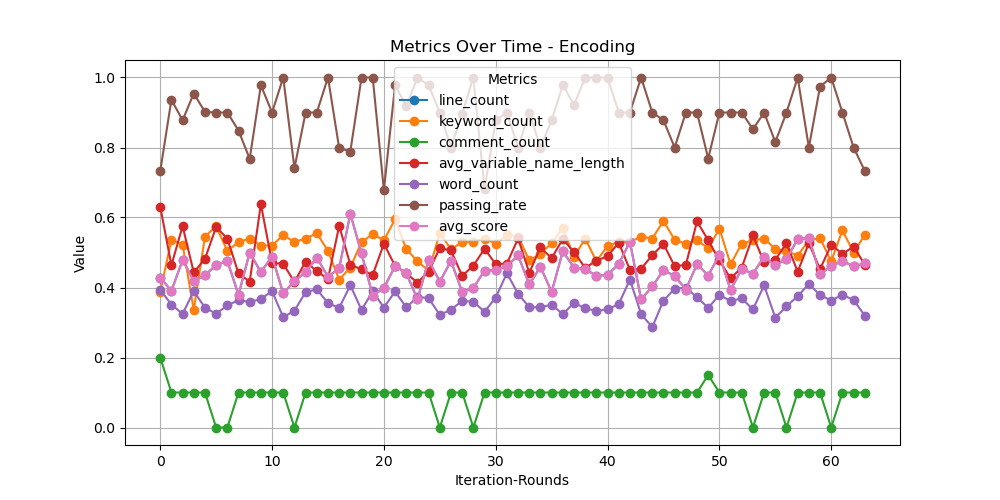 Metrics Over Time - Encoding
Metrics
line_count
keyword_count
comment_count
avg_variable_name_length
word_count
passing_rate
avg_score
Value
1.0
0.8
0.6
0.4
0.2
0.0
0 10 20 30 40 50 60
Iteration-Rounds